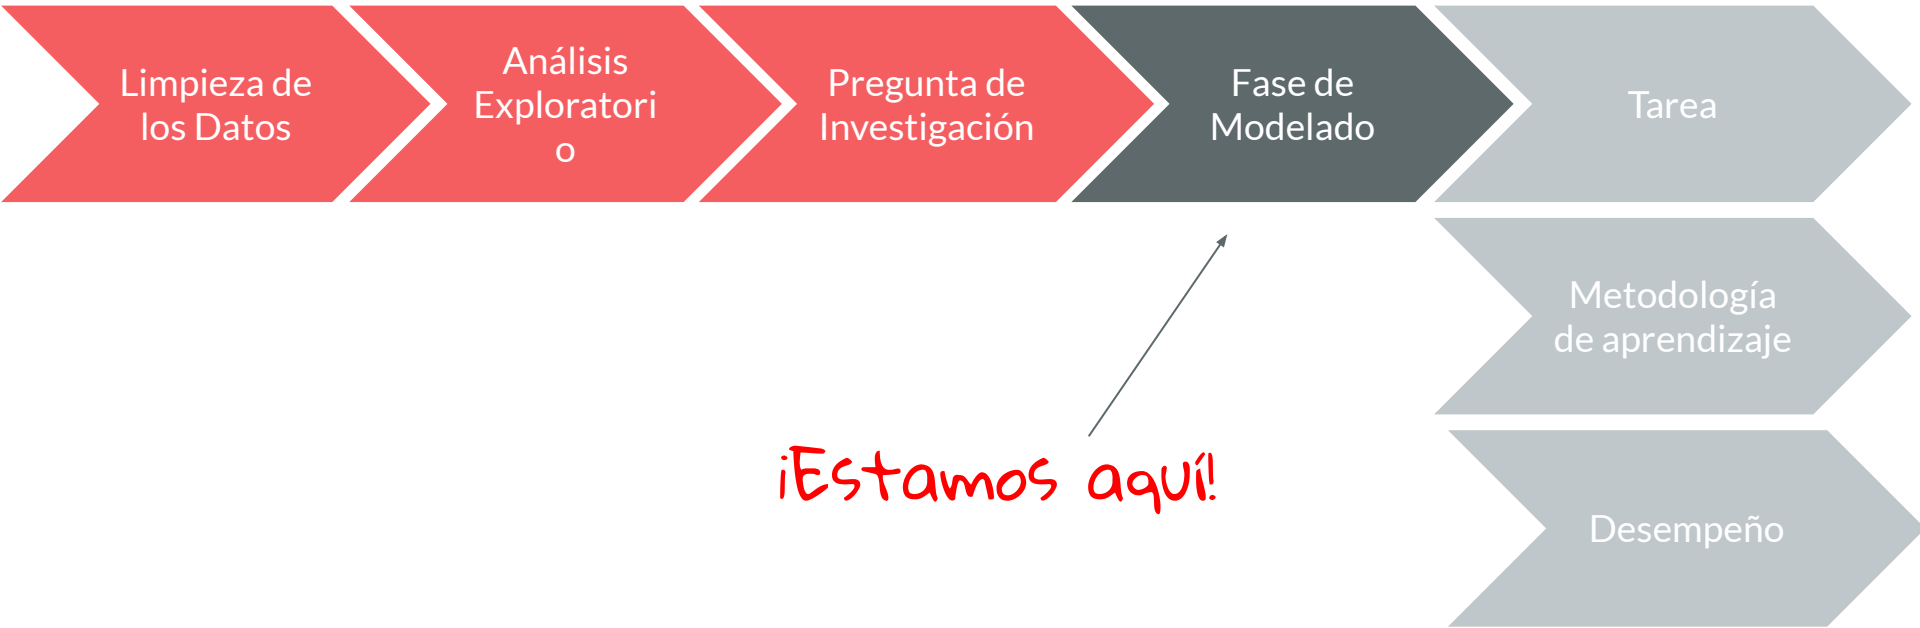 Limpieza de
los Datos
Análisis
Exploratori
o
Pregunta de
Investigación
Fase de
Modelado
Tarea
Metodología
de aprendizaje
Desempeño
¡Estamos aquí!